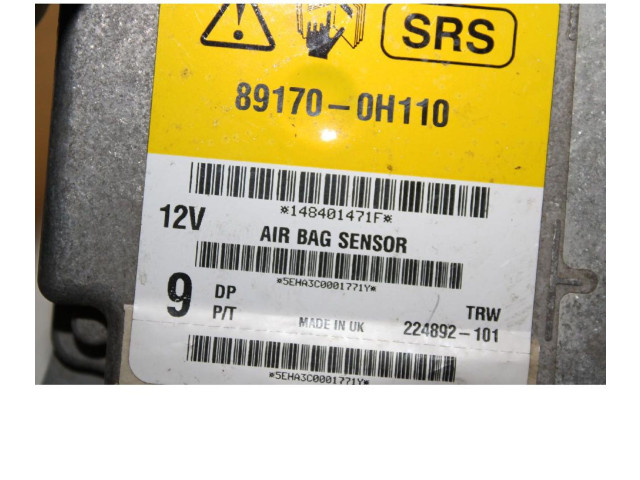 SRS
89170-0H110
*148401471F*
12V
AIR BAG SENSOR
*5EHA3C0001771Y*
9 DP
P/T
MADE IN UK
TRW
224892-101
*5EHA3C0001771Y*